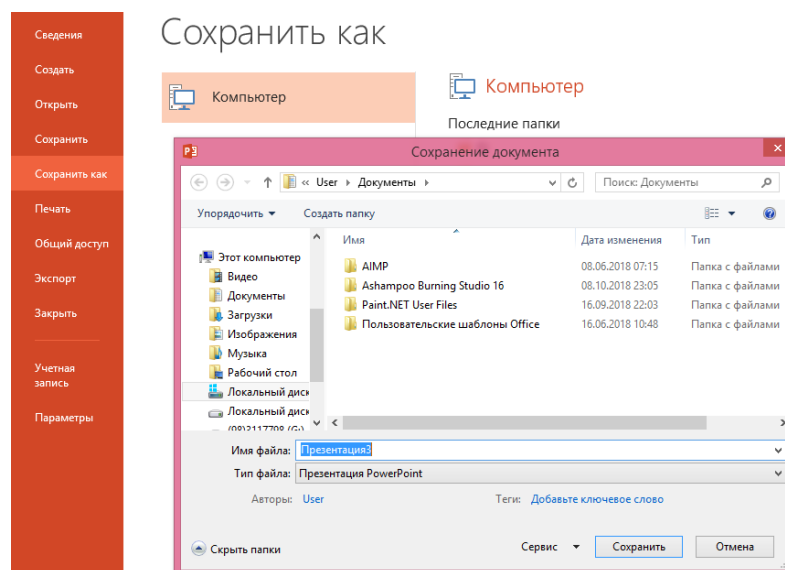 Сохранить как
Сведения
Создать
Открыть
Сохранить
Сохранить как
Печать
Общий доступ
Экспорт
Закрыть
Учетная
запись
Параметры
Компьютер
Компьютер
Последние папки
Сохранение документа
« User Документы
Поиск: Докумен
Упорядочить
Создать папку
Имя Дата изменения Тип
Этот компьютер
Видео
Документы
Загрузки
Изображения
Музыка
Рабочий стол
Локальный диск
Локальный диск
AIMP 08.06.2018 07:15 Папка с файлами
Ashampoo Burning Studio 16 08.10.2018 23:05 Папка с файлами
Paint.NET User Files 16.09.2018 22:03 Папка с файлами
Пользовательские шаблоны Office 16.06.2018 10:48 Папка с файлами
Имя файла: Презентация3
Тип файла: Презентация PowerPoint
Авторы: User
Теги: Добавьте ключевое слово
Скрыть папки
Сервис
Сохранить
Отмена